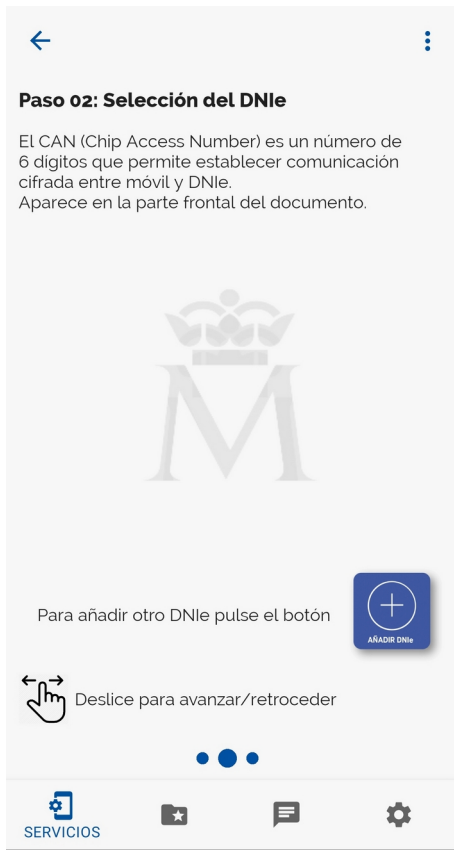 Paso 02: Selección del DNIe
El CAN (Chip Access Number) es un número de
6 dígitos que permite establecer comunicación
cifrada entre móvil y DNIe.
Aparece en la parte frontal del documento.
M
Para añadir otro DNIe pulse el botón
AÑADIR DNIe
Deslice para avanzar/retroceder
SERVICIOS